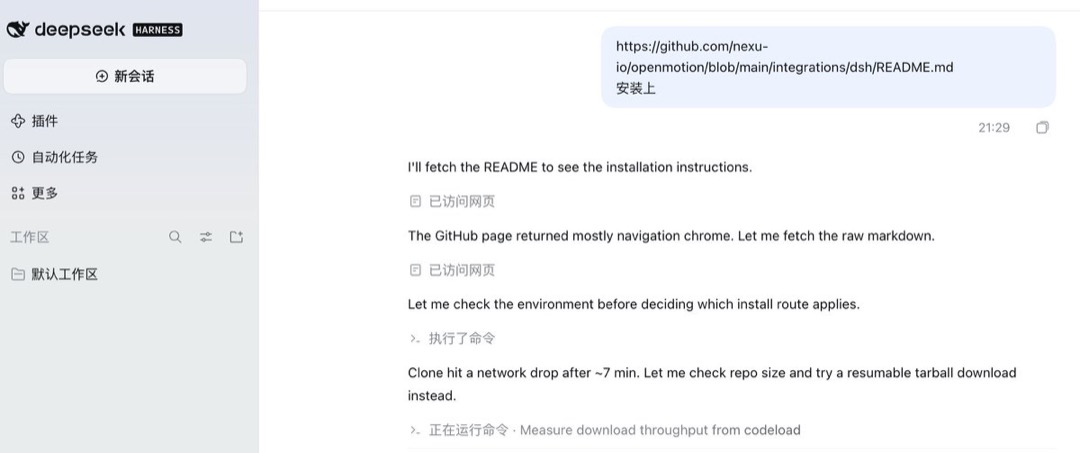 deepseek HARNESS
新会话
插件
自动化任务
更多
工作区
默认工作区
https://github.com/nexu-
io/openmotion/blob/main/integrations/dsh/README.md
安装上
21:29
I'll fetch the README to see the installation instructions.
已访问网页
The GitHub page returned mostly navigation chrome. Let me fetch the raw markdown.
已访问网页
Let me check the environment before deciding which install route applies.
执行了命令
Clone hit a network drop after ~7 min. Let me check repo size and try a resumable tarball download
instead.
正在运行命令 · Measure download throughput from codeload